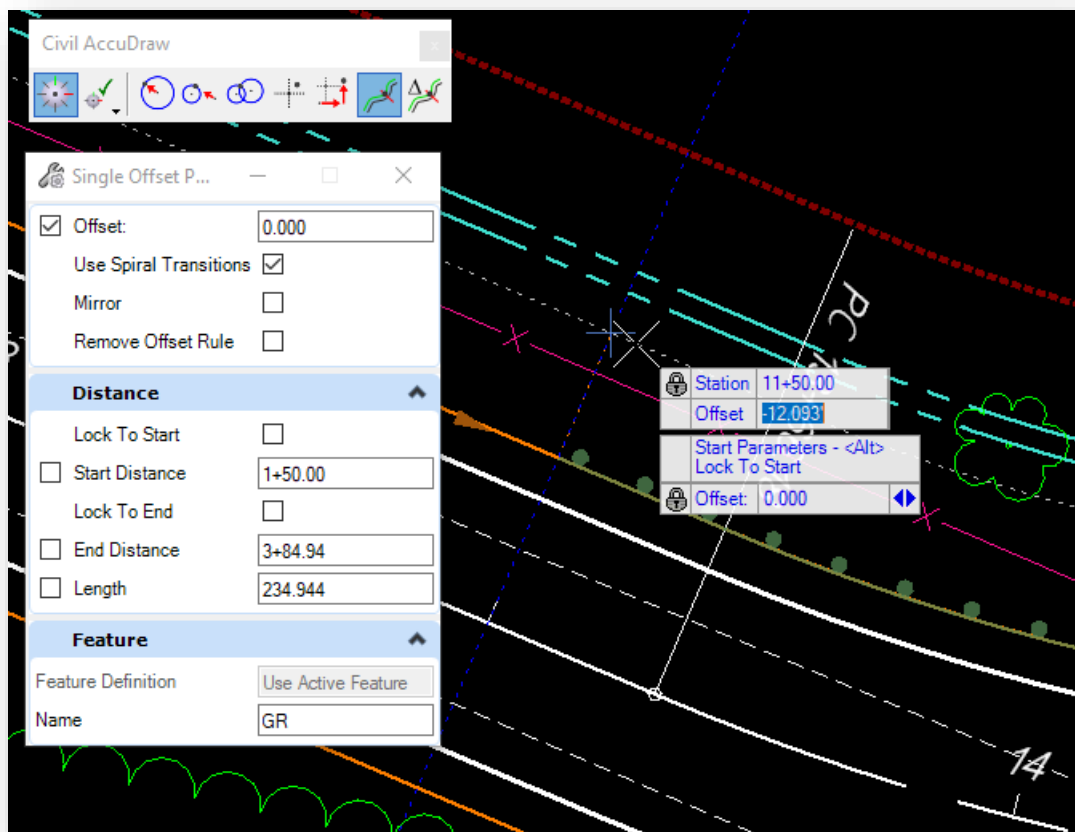 Civil AccuDraw
Single Offset P...
Offset:
0.000
Use Spiral Transitions
Mirror
Remove Offset Rule
Distance
Lock To Start
Start Distance
1+50.00
Lock To End
End Distance
3+84.94
Length
234.944
Feature
Feature Definition
Use Active Feature
Name
GR
PC
Station
11+50.00
Offset
-12.093'
Start Parameters - <Alt>
Lock To Start
Offset:
0.000
14